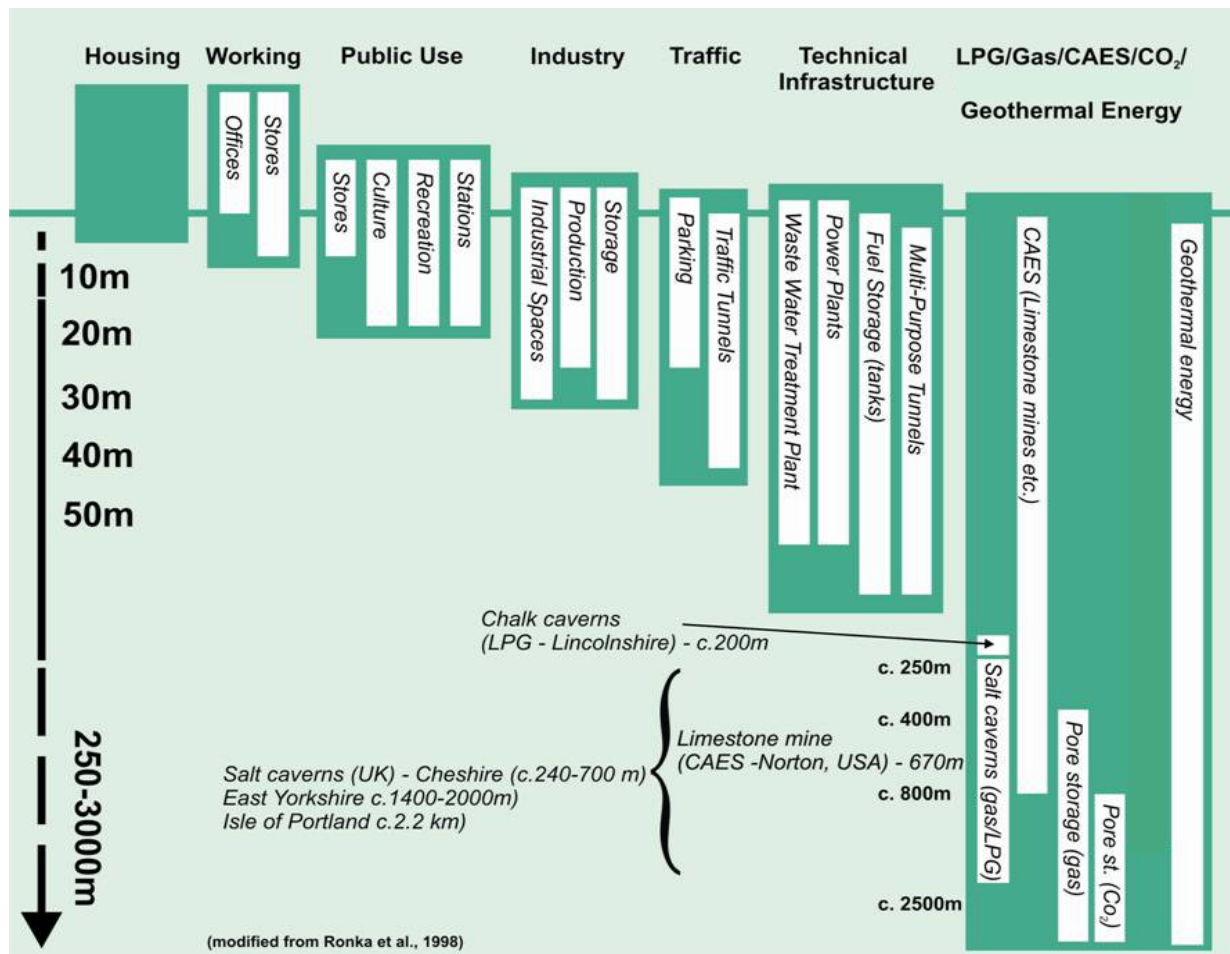 Housing
Working
Public Use
Industry
Traffic
Technical
Infrastructure
LPG/Gas/CAES/CO₂/
Geothermal Energy
Offices
Stores
Stores
Culture
Recreation
Stations
Industrial Spaces
Production
Storage
Parking
Traffic Tunnels
Waste Water Treatment Plant
Power Plants
Fuel Storage (tanks)
Multi-Purpose Tunnels
CAES (Limestone mines etc.)
Geothermal energy
10m
20m
30m
40m
50m
250-3000m
Chalk caverns
(LPG - Lincolnshire) - c.200m
c. 250m
c. 400m
Limestone mine
(CAES -Norton, USA) - 670m
c. 800m
c. 2500m
Salt caverns (UK) - Cheshire (c.240-700 m)
East Yorkshire c.1400-2000m)
Isle of Portland c.2.2 km)
Salt caverns (gas/LPG)
Pore storage (gas)
Pore st. (Co₂)
(modified from Ronka et al., 1998)